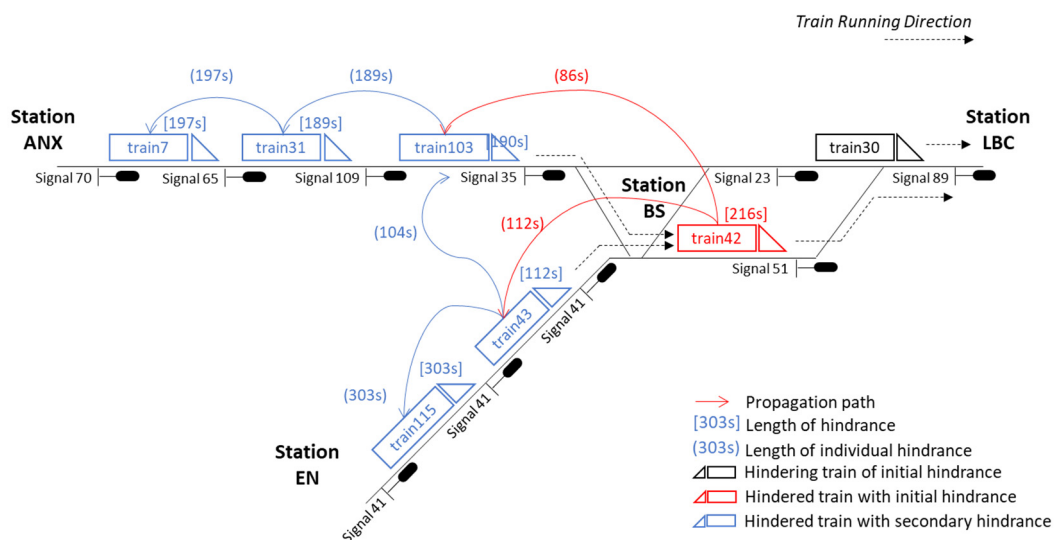 Train Running Direction
(197s)
(189s)
(86s)
Station
ANX
[197s]
[189s]
[190s]
Station
LBC
train7
train31
train103
train30
Signal 70
Signal 65
Signal 109
Signal 35
Signal 23
Signal 89
Station
BS
(104s)
(112s)
[216s]
train42
Signal 51
[112s]
train43
Signal 41
[303s]
(303s)
train115
Signal 41
Station
EN
Signal 41
Propagation path
[303s] Length of hindrance
(303s) Length of individual hindrance
Hindering train of initial hindrance
Hindered train with initial hindrance
Hindered train with secondary hindrance